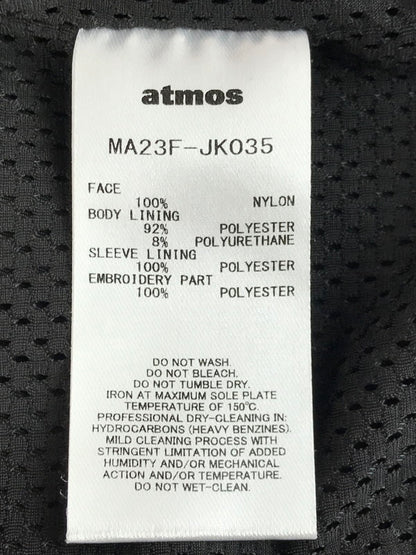 atmos
MA23F-JK035
FACE
100% NYLON
BODY LINING
92% POLYESTER
8% POLYURETHANE
SLEEVE LINING
100% POLYESTER
EMBROIDERY PART
100% POLYESTER
DO NOT WASH.
DO NOT BLEACH.
DO NOT TUMBLE DRY.
IRON AT MAXIMUM SOLE PLATE
TEMPERATURE OF 150℃.
PROFESSIONAL DRY-CLEANING IN:
HYDROCARBONS (HEAVY BENZINES).
MILD CLEANING PROCESS WITH
STRINGENT LIMITATION OF ADDED
HUMIDITY AND/OR MECHANICAL
ACTION AND/OR TEMPERATURE.
DO NOT WET-CLEAN.